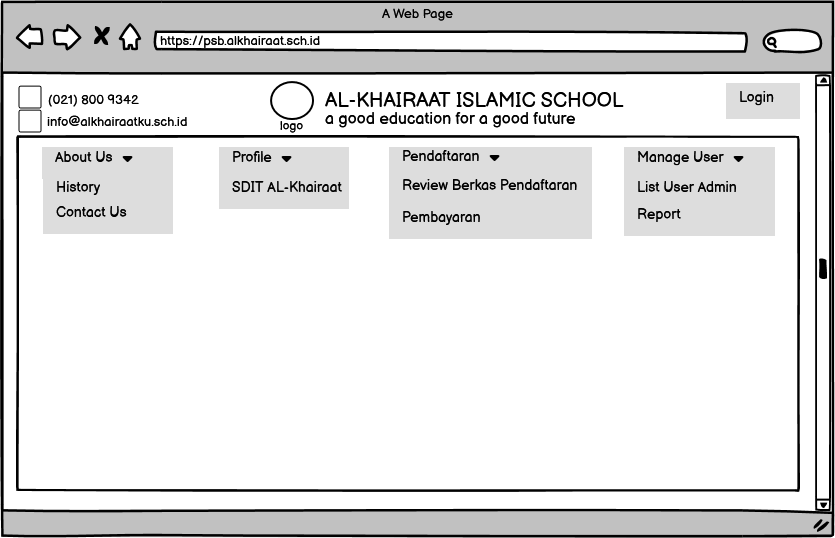 A Web Page
https://psb.alkhairaat.sch.id
(021) 800 9342
info@alkhairaatku.sch.id
logo
AL-KHAIRAAT ISLAMIC SCHOOL
a good education for a good future
Login
About Us
History
Contact Us
Profile
SDIT AL-Khairaat
Pendaftaran
Review Berkas Pendaftaran
Pembayaran
Manage User
List User Admin
Report